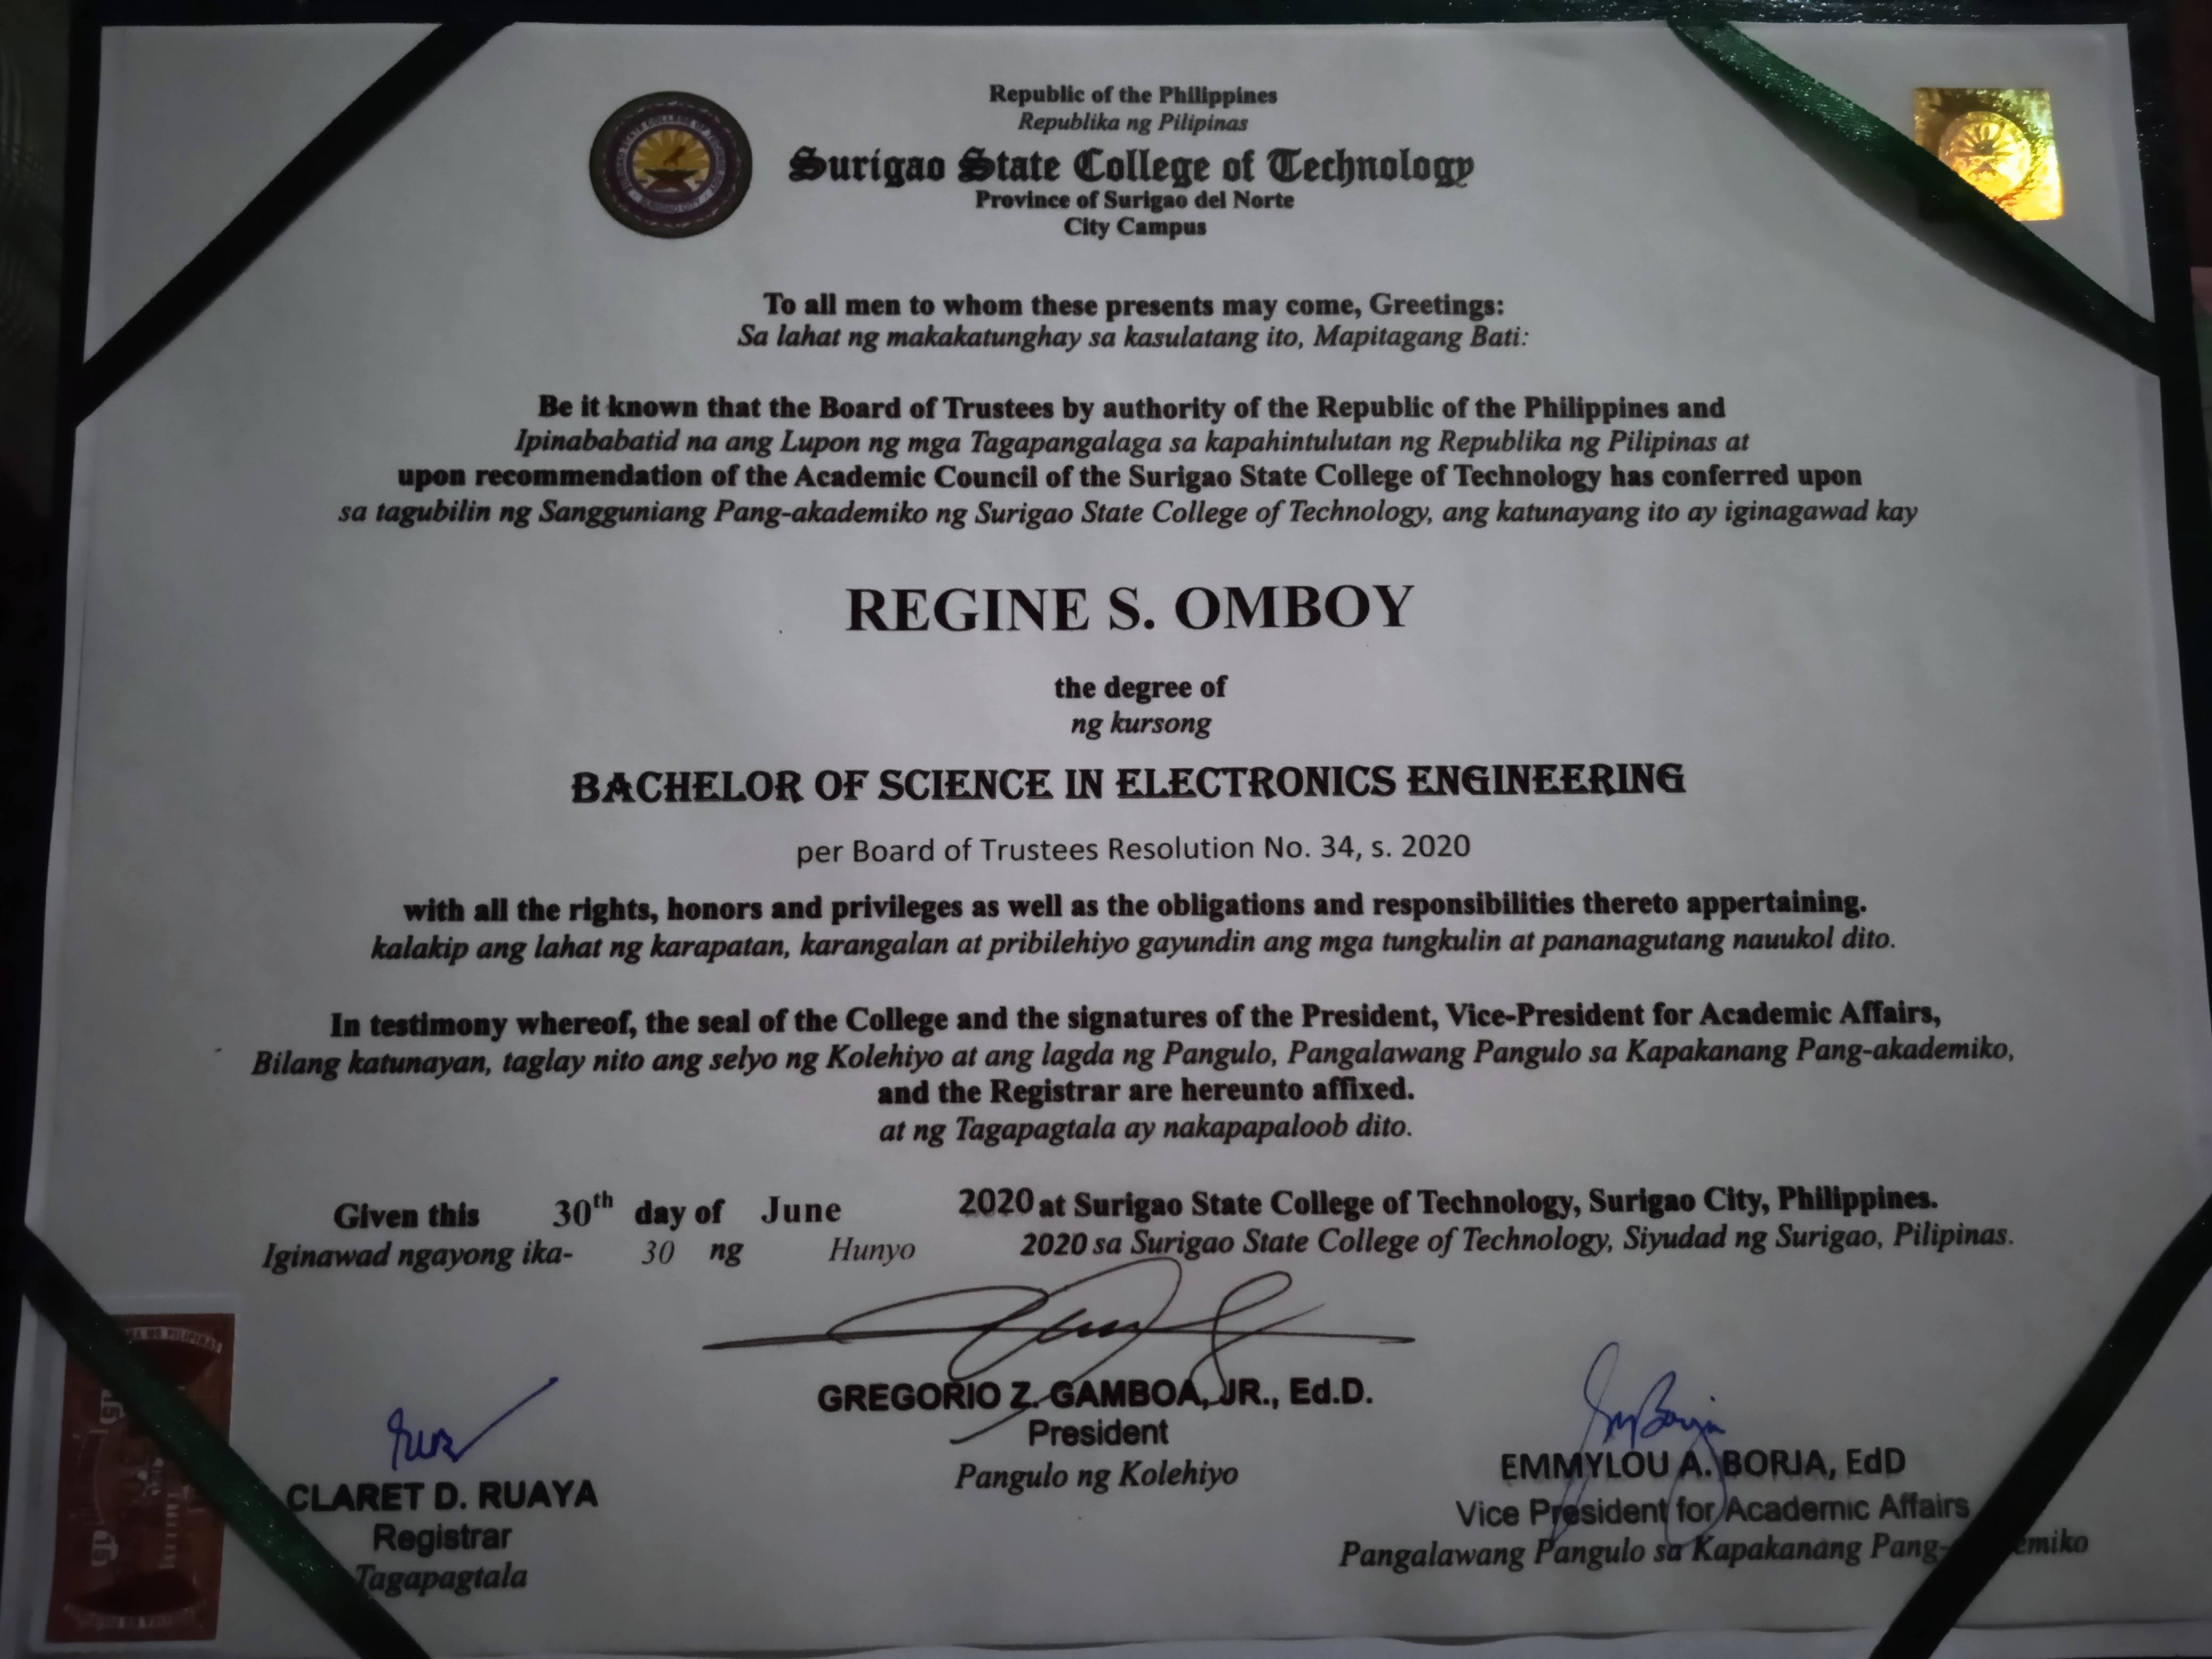 Republic of the Philippines
Republika ng Pilipinas
Surigao State College of Technology
Province of Surigao del Norte
City Campus
To all men to whom these presents may come, Greetings:
Sa lahat ng makakatunghay sa kasulatang ito, Mapitagang Bati:
Be it known that the Board of Trustees by authority of the Republic of the Philippines and
Ipinababatid na ang Lupon ng mga Tagapangalaga sa kapahintulutan ng Republika ng Pilipinas at
upon recommendation of the Academic Council of the Surigao State College of Technology has conferred upon
sa tagubilin ng Sangguniang Pang-akademiko ng Surigao State College of Technology, ang katunayang ito ay iginagawad kay
REGINE S. OMBOY
the degree of
ng kursong
BACHELOR OF SCIENCE IN ELECTRONICS ENGINEERING
per Board of Trustees Resolution No. 34, s. 2020
with all the rights, honors and privileges as well as the obligations and responsibilities thereto appertaining.
kalakip ang lahat ng karapatan, karangalan at pribilehiyo gayundin ang mga tungkulin at pananagutang nauukol dito.
In testimony whereof, the seal of the College and the signatures of the President, Vice-President for Academic Affairs,
Bilang katunayan, taglay nito ang selyo ng Kolehiyo at ang lagda ng Pangulo, Pangalawang Pangulo sa Kapakanang Pang-akademiko,
and the Registrar are hereunto affixed.
at ng Tagapagtala ay nakapapaloob dito.
Given this 30th day of June 2020 at Surigao State College of Technology, Surigao City, Philippines.
Iginawad ngayong ika- 30 ng Hunyo 2020 sa Surigao State College of Technology, Siyudad ng Surigao, Pilipinas.
GREGORIO Z. GAMBOA, JR., Ed.D.
President
Pangulo ng Kolehiyo
CLARET D. RUAYA
Registrar
Tagapagtala
EMMYLOU A. BORJA, EdD
Vice President for Academic Affairs
Pangalawang Pangulo sa Kapakanang Pang- emiko
15
15